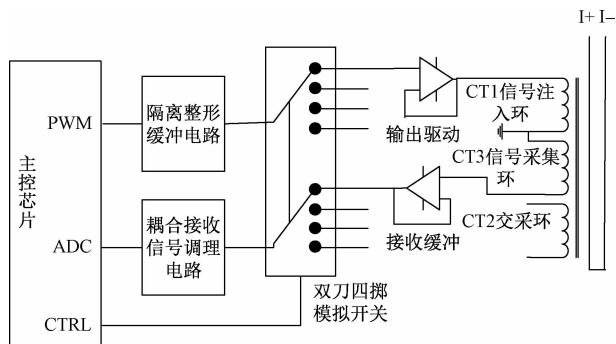 I+ I−
主控芯片
PWM
ADC
CTRL
隔离整形
缓冲电路
耦合接收
信号调理
电路
双刀四掷
模拟开关
输出驱动
接收缓冲
CT1信号注
入环
CT3信号采集
环
CT2交采环